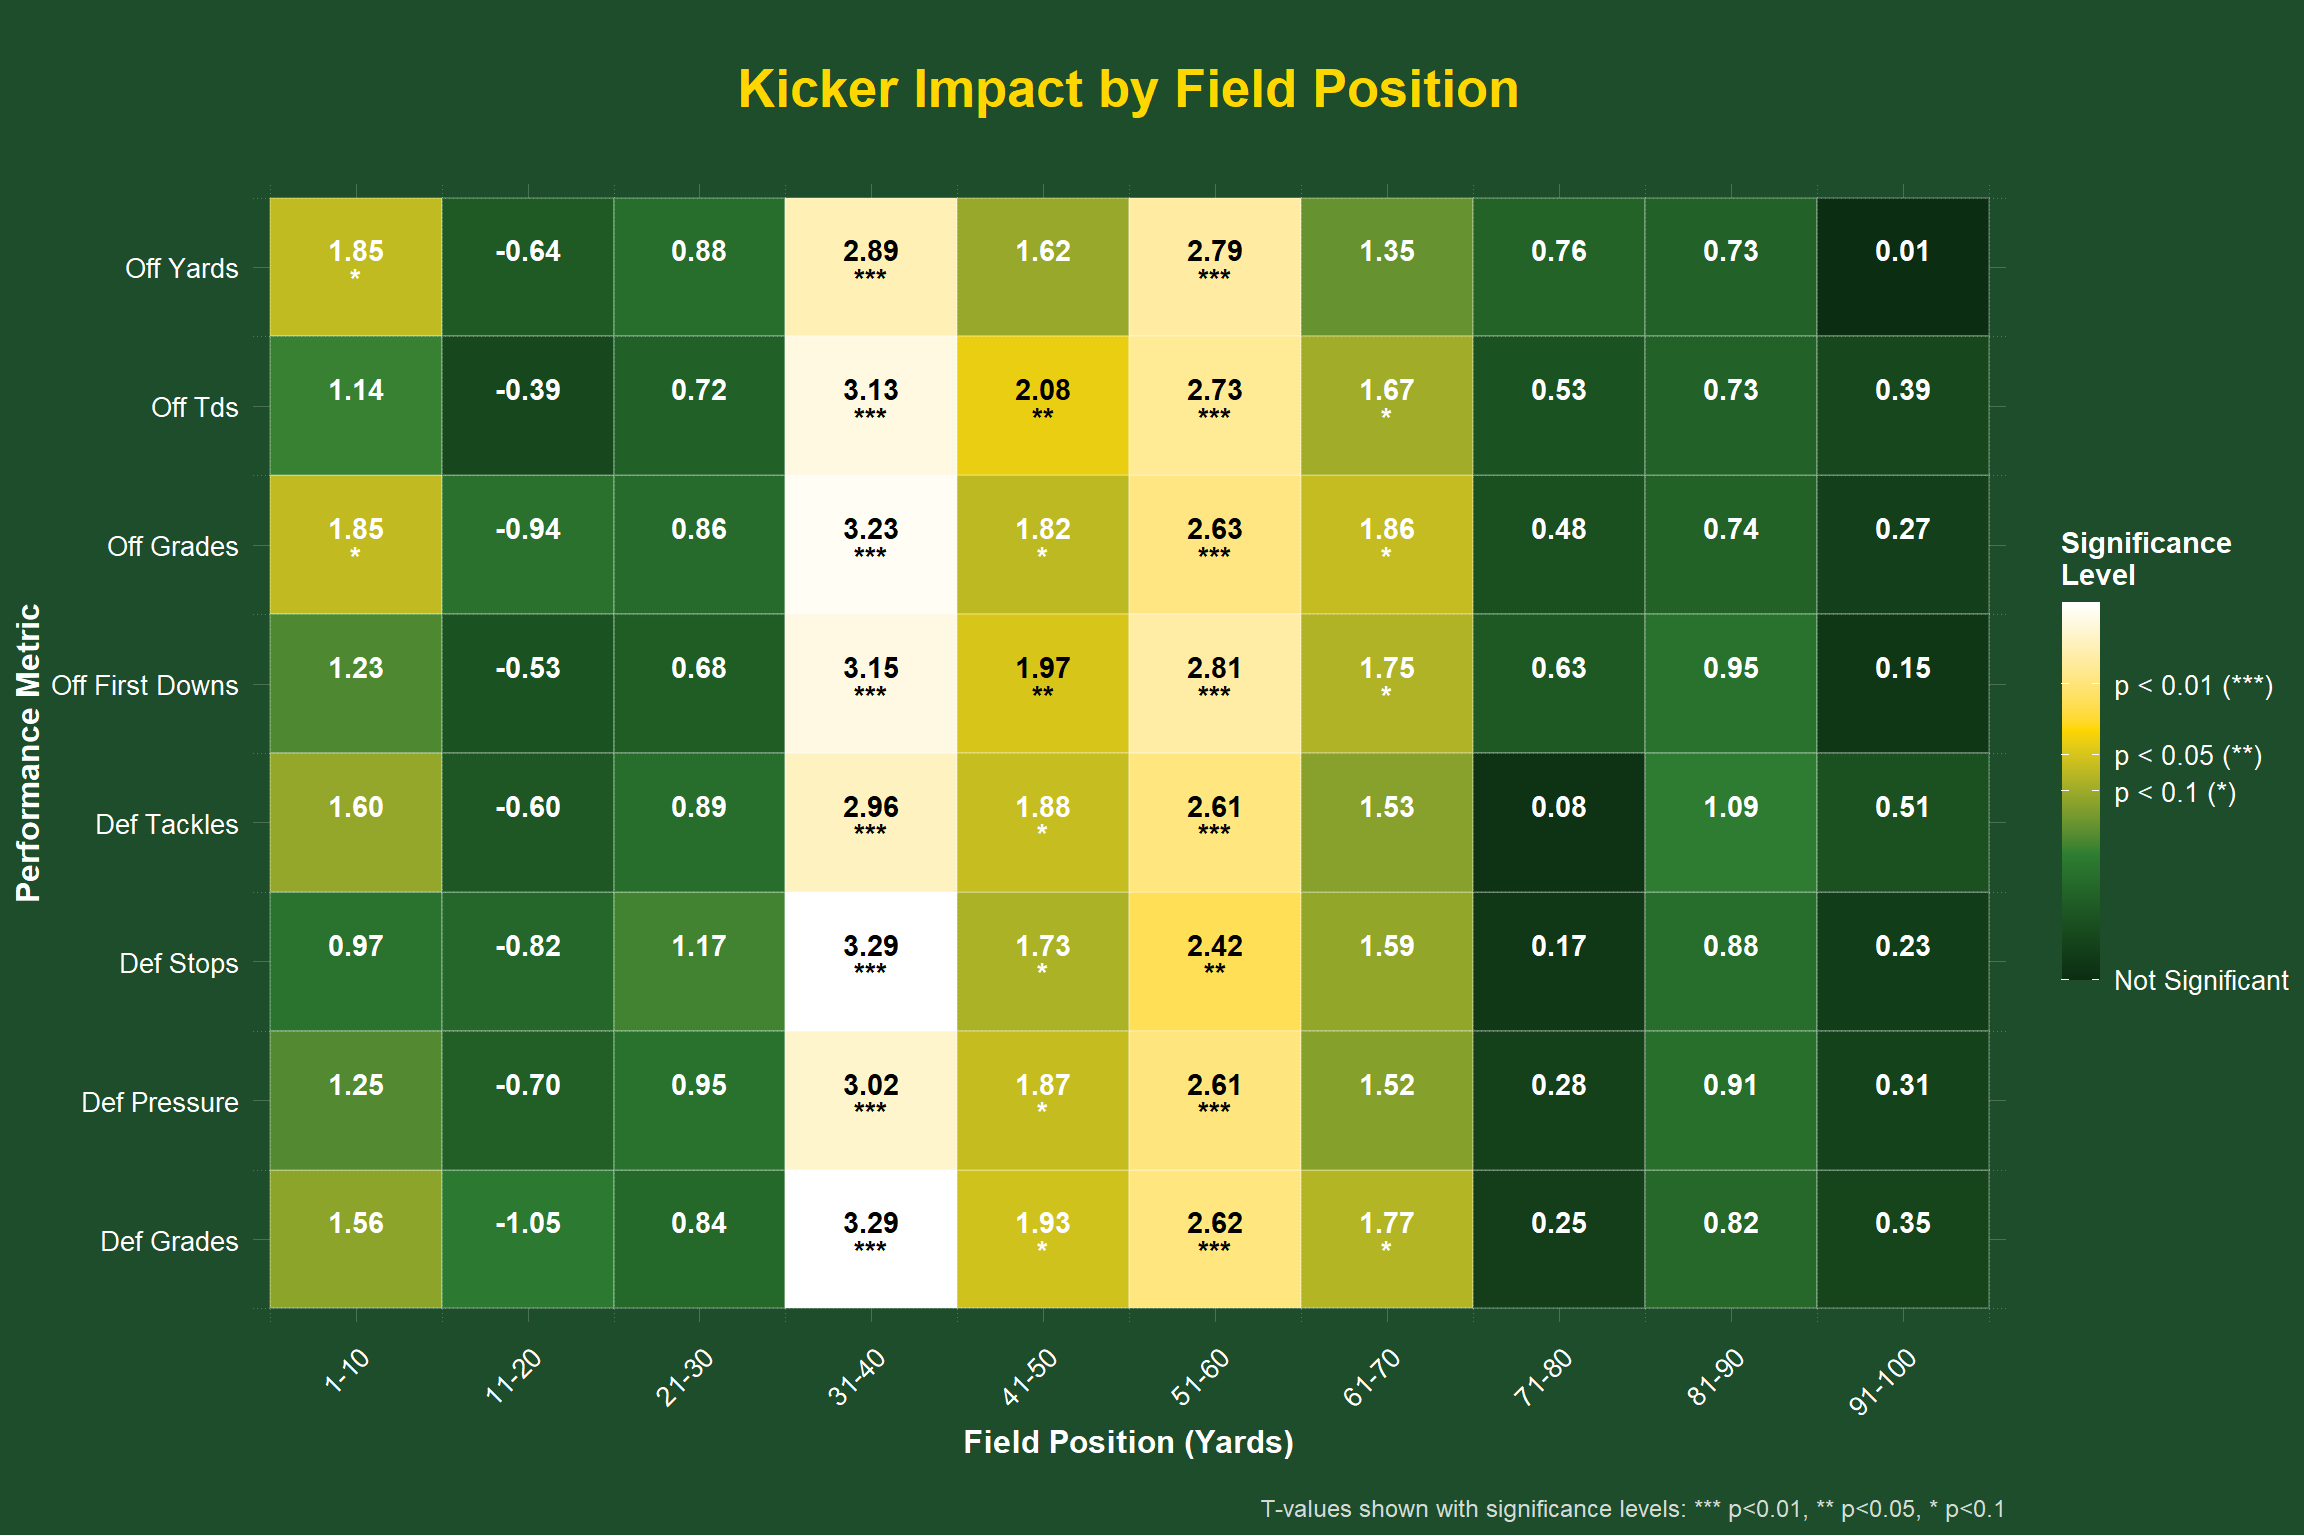 Kicker Impact by Field Position
Performance Metric
Off Yards 1.85 -0.64 0.88 2.89 1.62 2.79 1.35 0.76 0.73 0.01
* *** ***
Off Tds 1.14 -0.39 0.72 3.13 2.08 2.73 1.67 0.53 0.73 0.39
*** ** *** *
Off Grades 1.85 -0.94 0.86 3.23 1.82 2.63 1.86 0.48 0.74 0.27
* *** * *** *
Off First Downs 1.23 -0.53 0.68 3.15 1.97 2.81 1.75 0.63 0.95 0.15
*** ** *** *
Def Tackles 1.60 -0.60 0.89 2.96 1.88 2.61 1.53 0.08 1.09 0.51
*** * ***
Def Stops 0.97 -0.82 1.17 3.29 1.73 2.42 1.59 0.17 0.88 0.23
*** * **
Def Pressure 1.25 -0.70 0.95 3.02 1.87 2.61 1.52 0.28 0.91 0.31
*** * ***
Def Grades 1.56 -1.05 0.84 3.29 1.93 2.62 1.77 0.25 0.82 0.35
*** * *** *
1-10 11-20 21-30 31-40 41-50 51-60 61-70 71-80 81-90 91-100
Field Position (Yards)
Significance
Level
p < 0.01 (***)
p < 0.05 (**)
p < 0.1 (*)
Not Significant
T-values shown with significance levels: *** p<0.01, ** p<0.05, * p<0.1